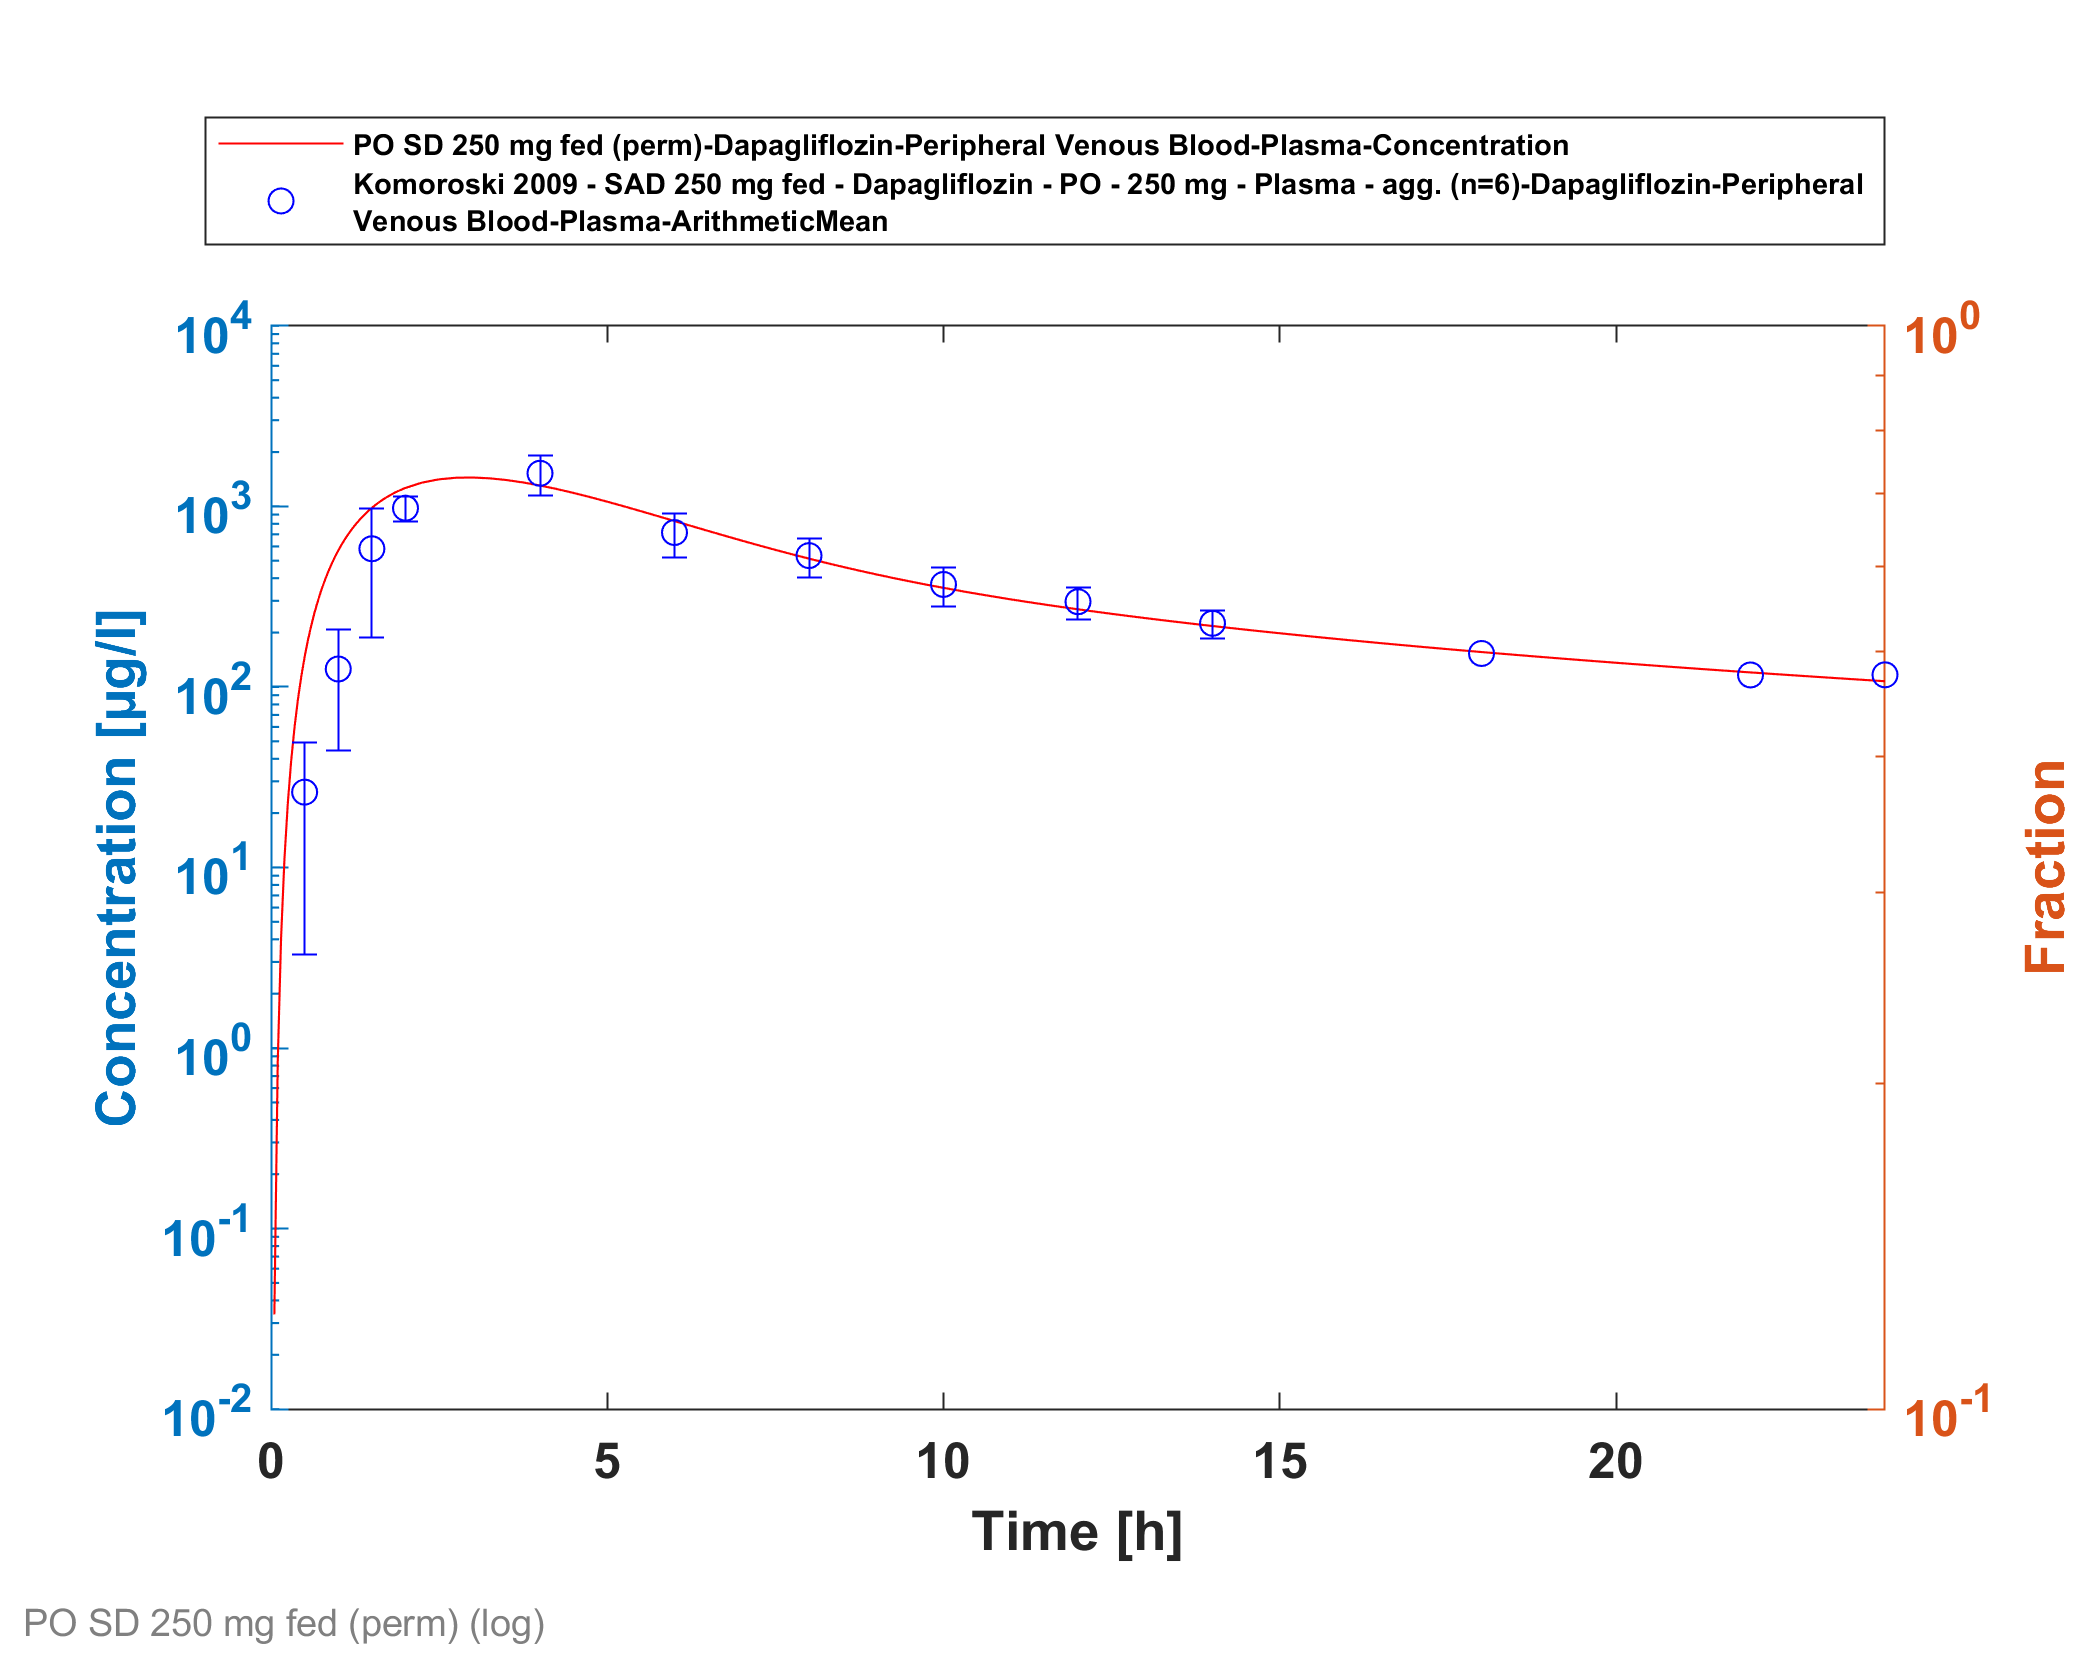 PO SD 250 mg fed (perm)-Dapagliflozin-Peripheral Venous Blood-Plasma-Concentration
Komoroski 2009 - SAD 250 mg fed - Dapagliflozin - PO - 250 mg - Plasma - agg. (n=6)-Dapagliflozin-Peripheral
Venous Blood-Plasma-ArithmeticMean
10^4
10^3
10^2
10^1
10^0
10^-1
10^-2
Concentration [µg/l]
10^0
10^-1
Fraction
0 5 10 15 20
Time [h]
PO SD 250 mg fed (perm) (log)